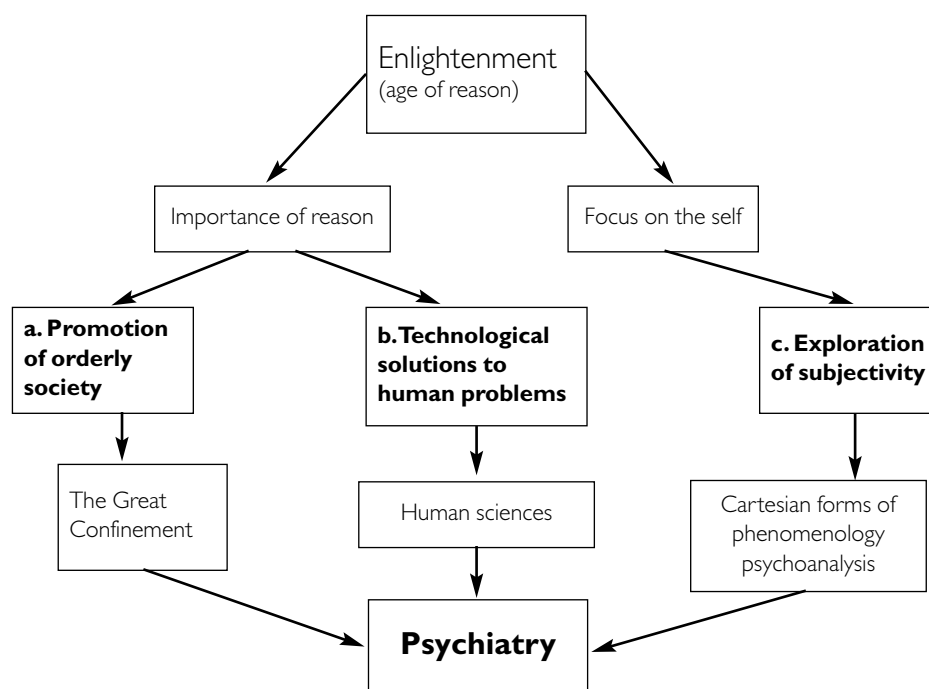 Enlightenment
(age of reason)
Importance of reason
Focus on the self
a. Promotion
of orderly
society
b. Technological
solutions to
human problems
c. Exploration
of subjectivity
The Great
Confinement
Human sciences
Cartesian forms of
phenomenology
psychoanalysis
Psychiatry